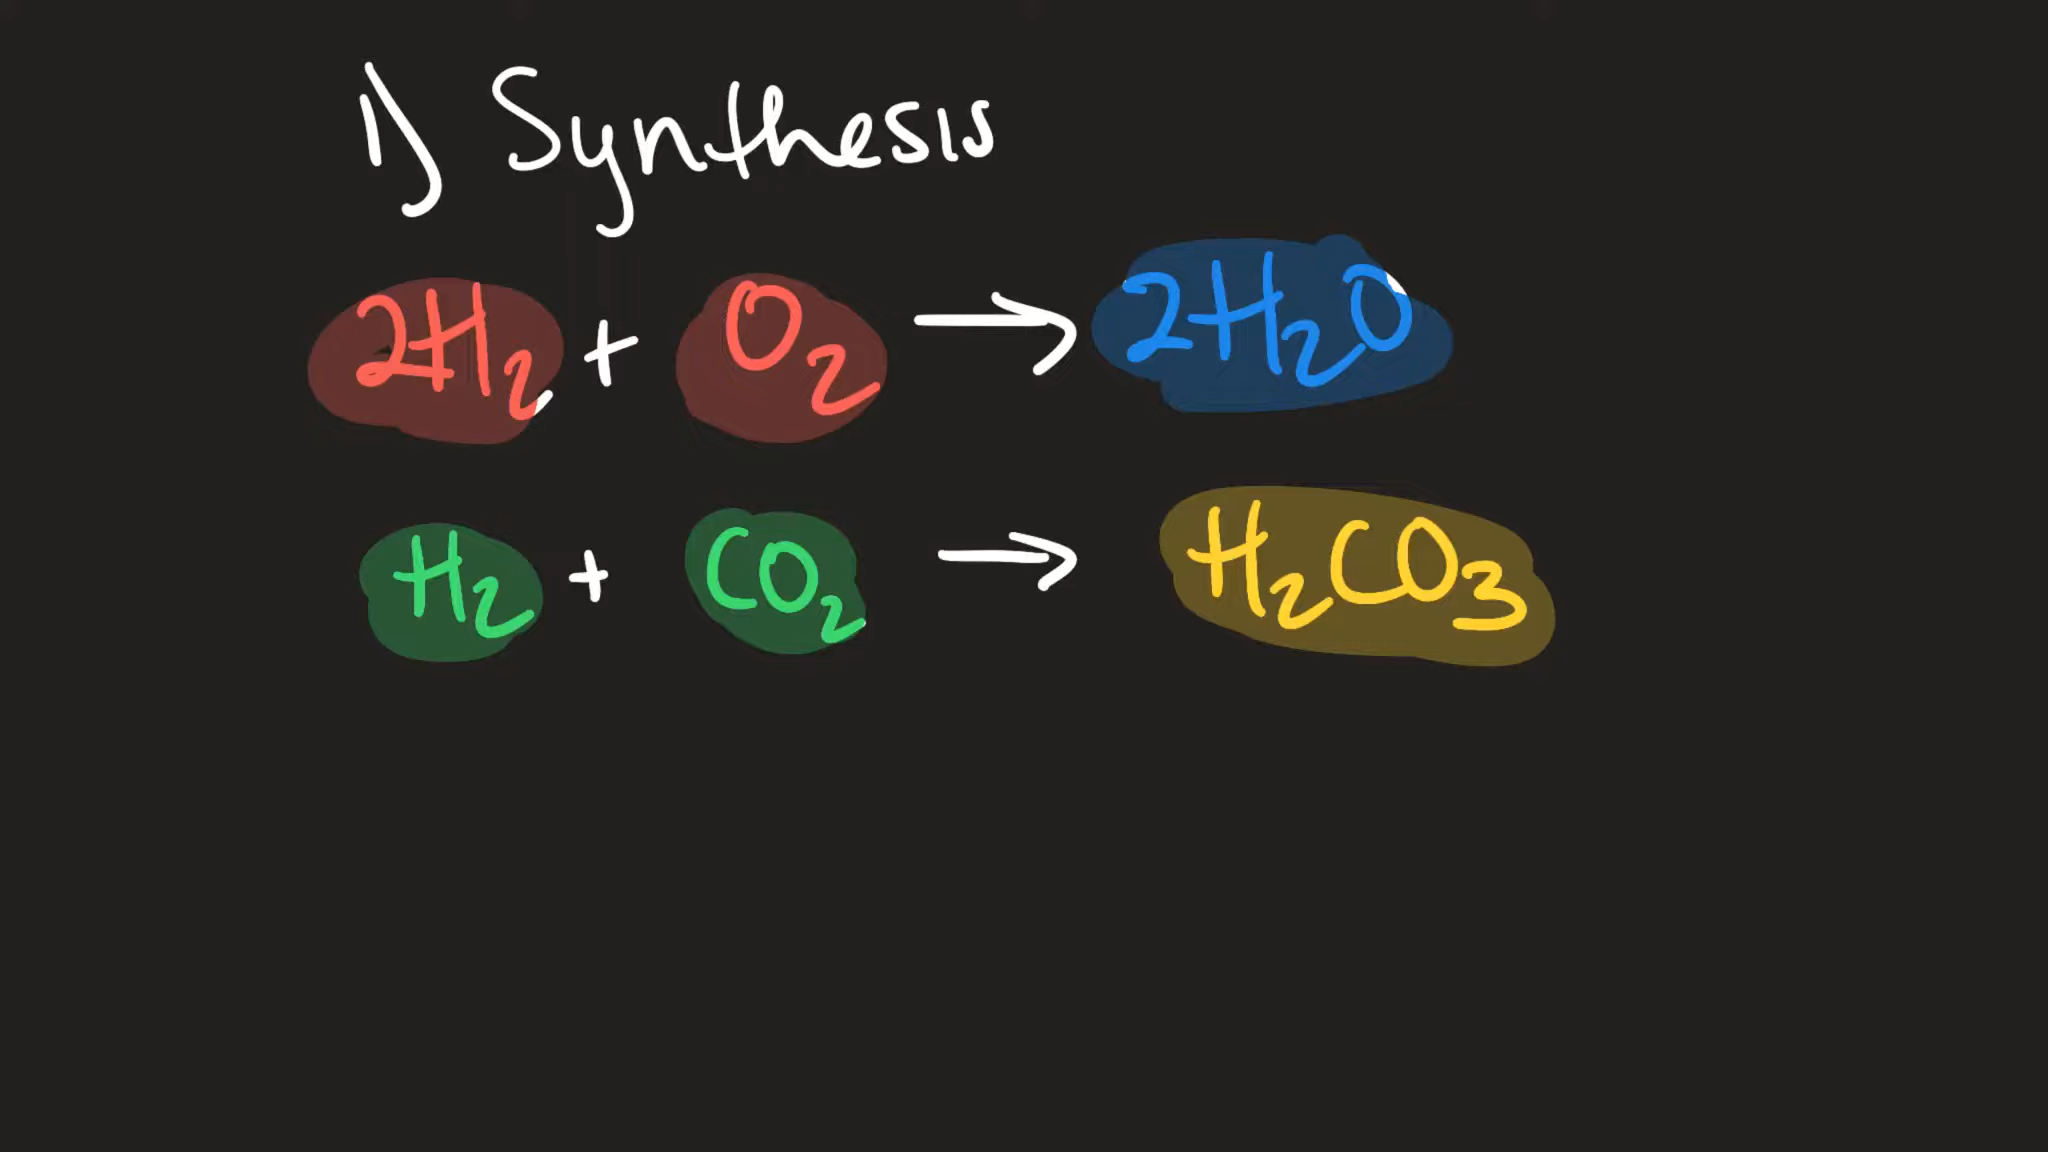 1) Synthesis
2H₂ + O₂ → 2H₂O
H₂ + CO₂ → H₂CO₃